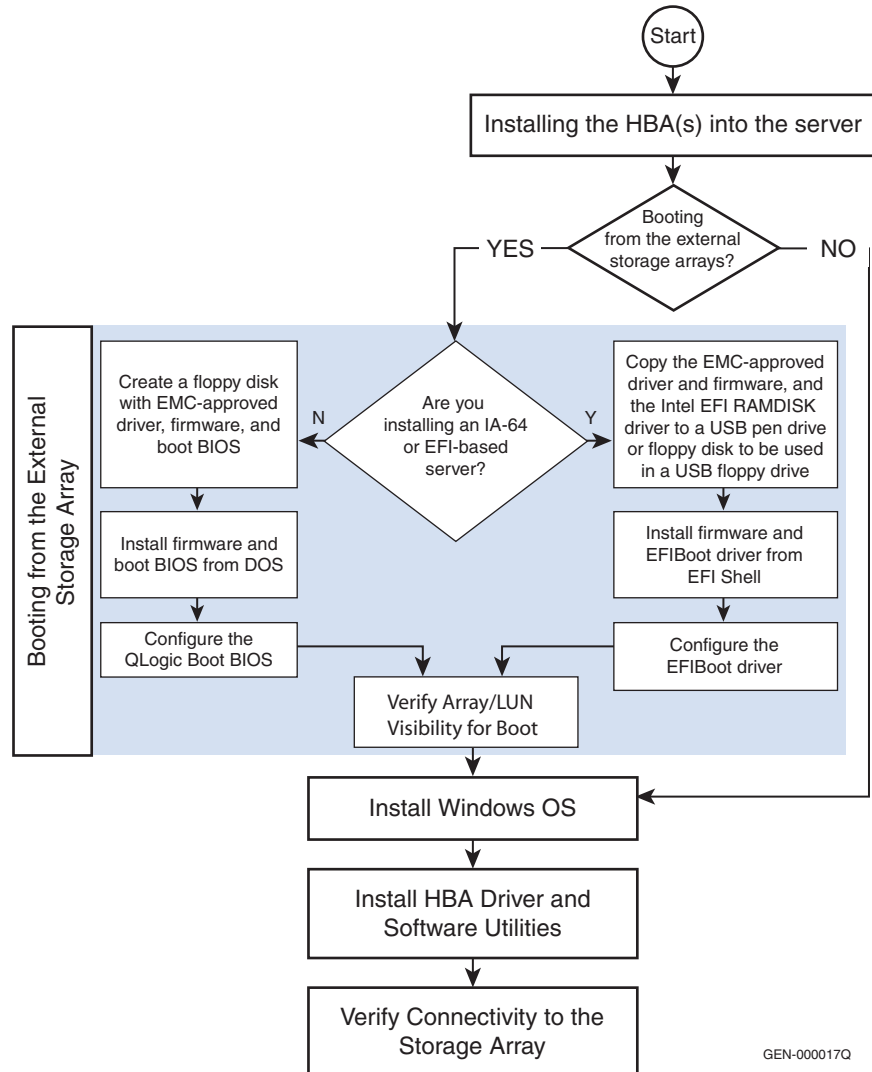 Start
Installing the HBA(s) into the server
Booting
from the external
storage arrays?
YES
NO
Booting from the External
Storage Array
Create a floppy disk
with EMC-approved
driver, firmware, and
boot BIOS
N
Are you
installing an IA-64
or EFI-based
server?
Y
Copy the EMC-approved
driver and firmware, and
the Intel EFI RAMDISK
driver to a USB pen drive
or floppy disk to be used
in a USB floppy drive
Install firmware and
boot BIOS from DOS
Install firmware and
EFIBoot driver from
EFI Shell
Configure the
QLogic Boot BIOS
Configure the
EFIBoot driver
Verify Array/LUN
Visibility for Boot
Install Windows OS
Install HBA Driver and
Software Utilities
Verify Connectivity to the
Storage Array
GEN-000017Q